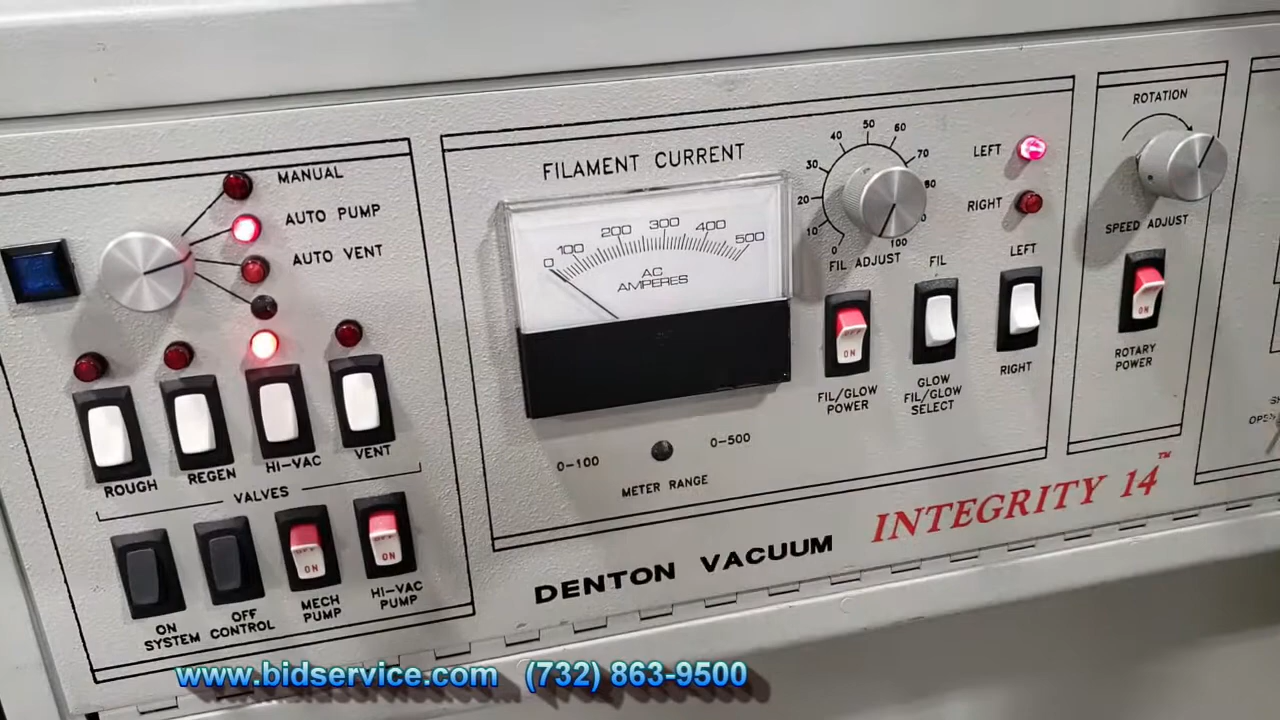 MANUAL
AUTO PUMP
AUTO VENT
ROUGH
REGEN
HI-VAC
VENT
VALVES
ON
OFF
SYSTEM CONTROL
OFF
ON
MECH
PUMP
OFF
ON
HI-VAC
PUMP
FILAMENT CURRENT
0 100 200 300 400 500
AC
AMPERES
0-100
0-500
METER RANGE
0 10 20 30 40 50 60 70 80 100
FIL ADJUST
OFF
ON
FIL/GLOW
POWER
FIL
GLOW
FIL/GLOW
SELECT
LEFT
RIGHT
LEFT
RIGHT
ROTATION
SPEED ADJUST
ON
ROTARY
POWER
DENTON VACUUM
INTEGRITY 14™
www.bidservice.com (732) 863-9500